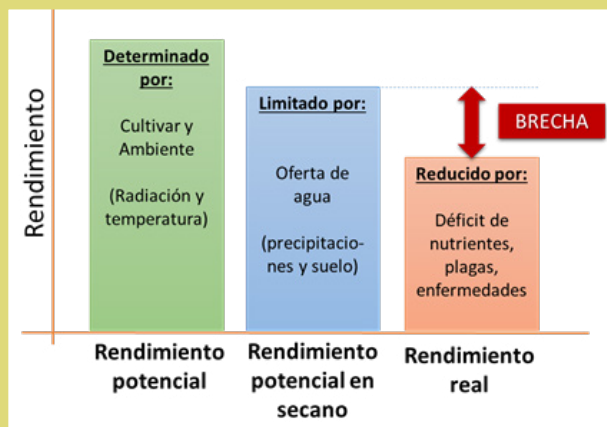 Rendimiento
Determinado
por:
Cultivar y
Ambiente
(Radiación y
temperatura)
Limitado por:
Oferta de
agua
(precipitacio-
nes y suelo)
BRECHA
Reducido por:
Déficit de
nutrientes,
plagas,
enfermedades
Rendimiento
potencial
Rendimiento
potencial en
secano
Rendimiento
real